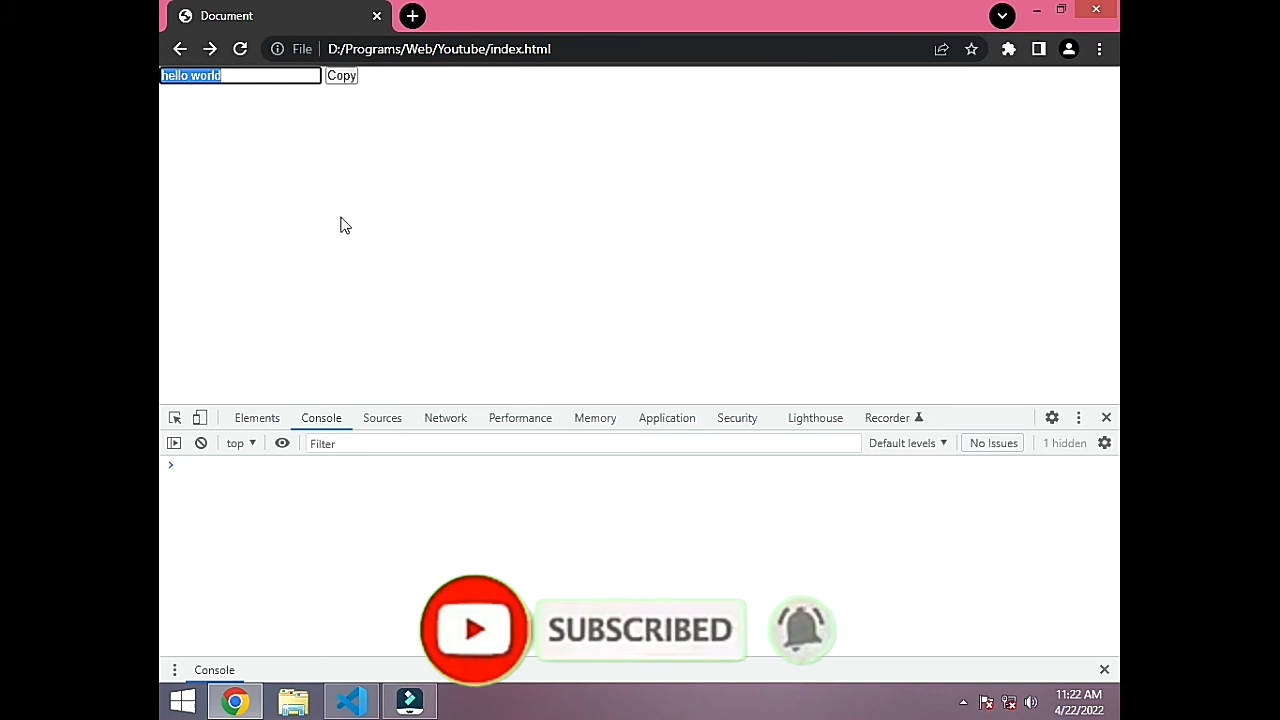 Document
File D:/Programs/Web/Youtube/index.html
hello world Copy
Elements Console Sources Network Performance Memory Application Security Lighthouse Recorder
top Filter Default levels No Issues 1 hidden
SUBSCRIBED
Console
11:22 AM
4/22/2022